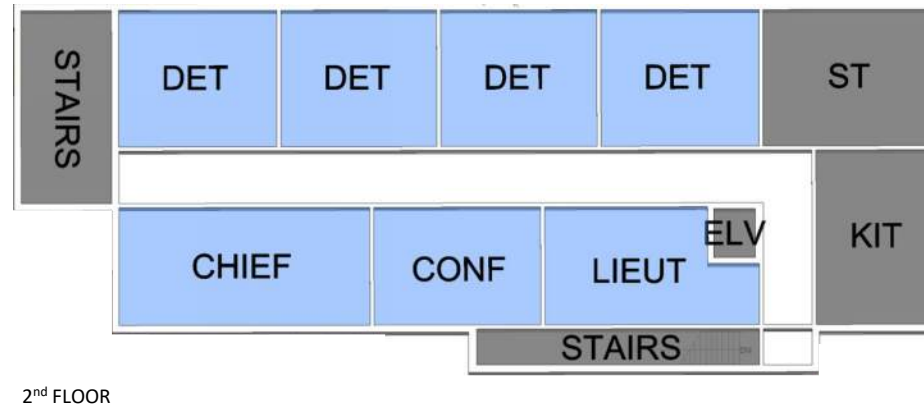 STAIRS
DET
DET
DET
DET
ST
CHIEF
CONF
LIEUT
ELV
KIT
STAIRS
2nd FLOOR